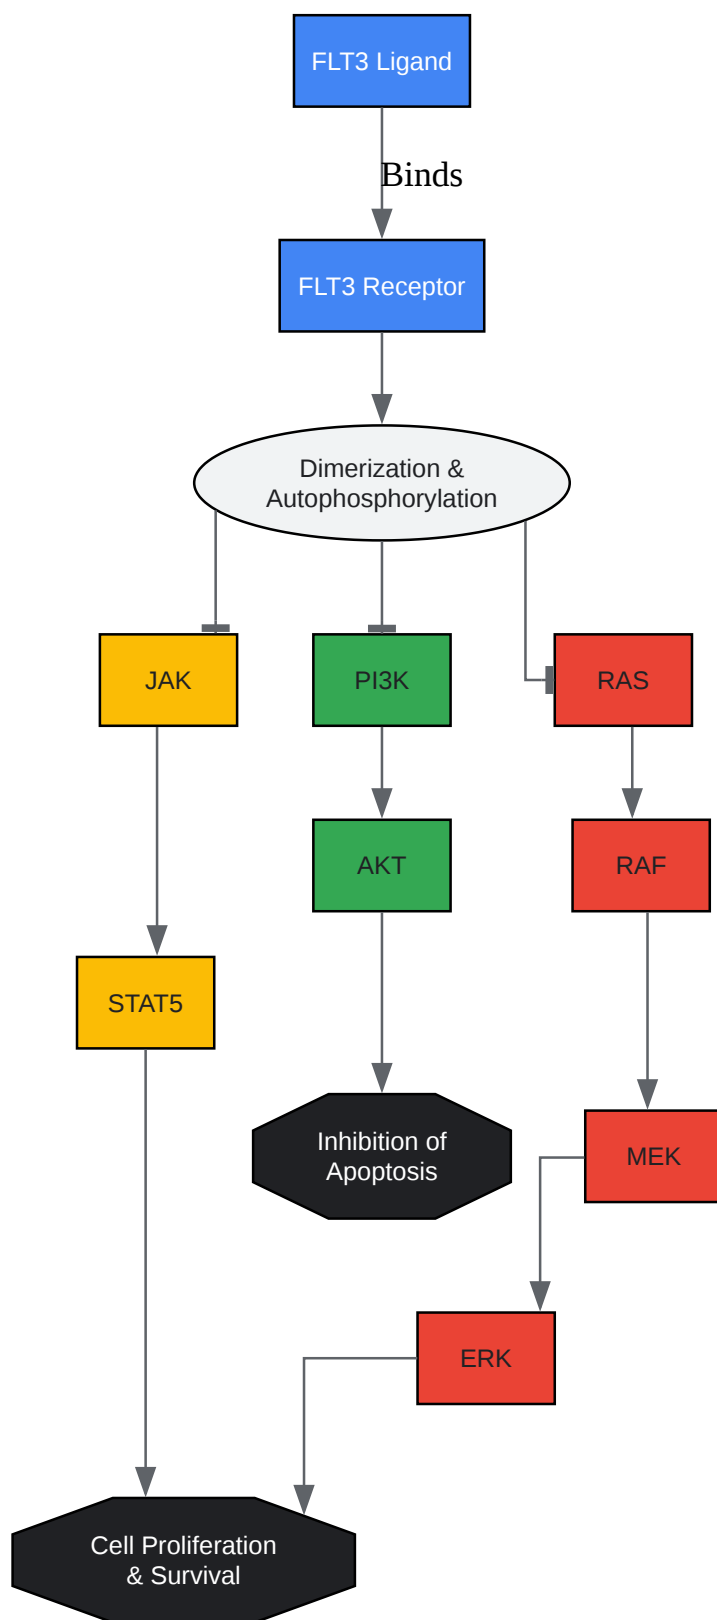 FLT3 Ligand
Binds
FLT3 Receptor
Dimerization &
Autophosphorylation
JAK
PI3K
RAS
AKT
RAF
STAT5
Inhibition of
Apoptosis
MEK
ERK
Cell Proliferation
& Survival